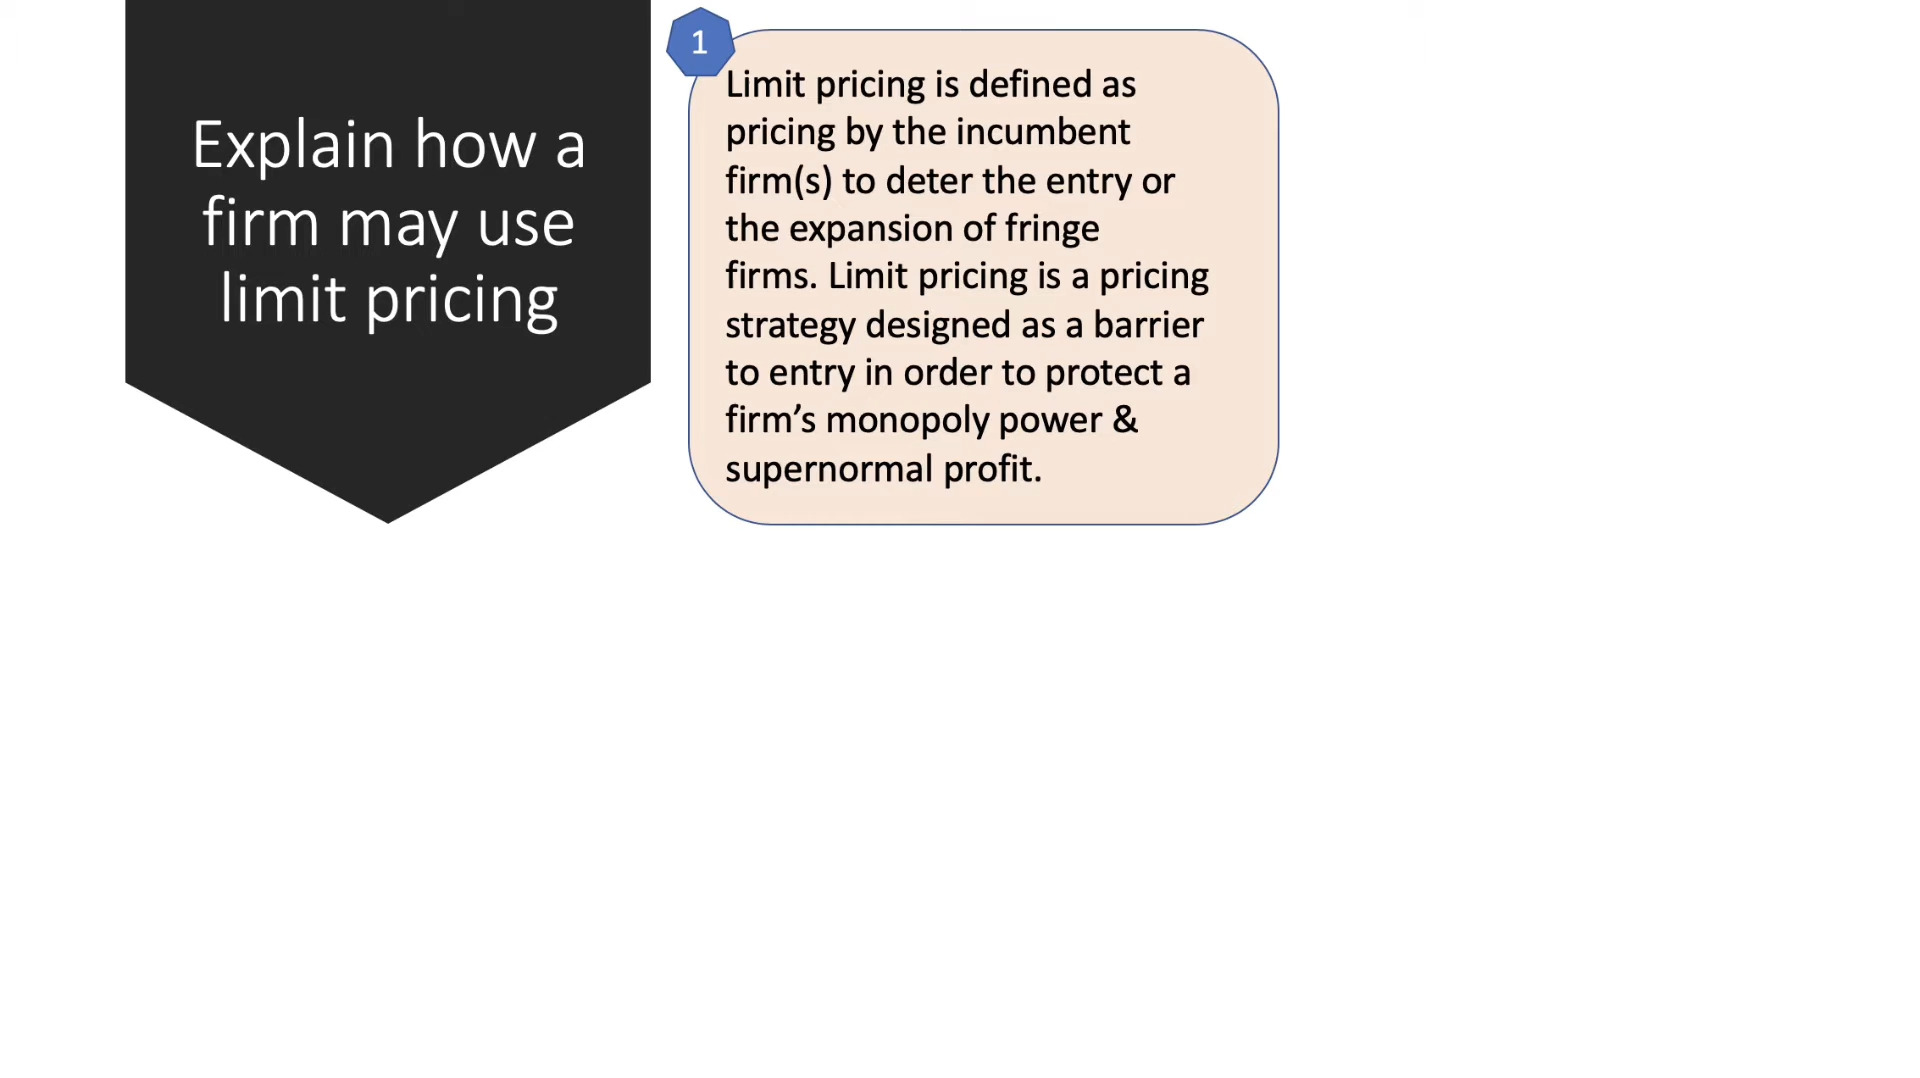 Explain how a
firm may use
limit pricing
1
Limit pricing is defined as
pricing by the incumbent
firm(s) to deter the entry or
the expansion of fringe
firms. Limit pricing is a pricing
strategy designed as a barrier
to entry in order to protect a
firm’s monopoly power &
supernormal profit.